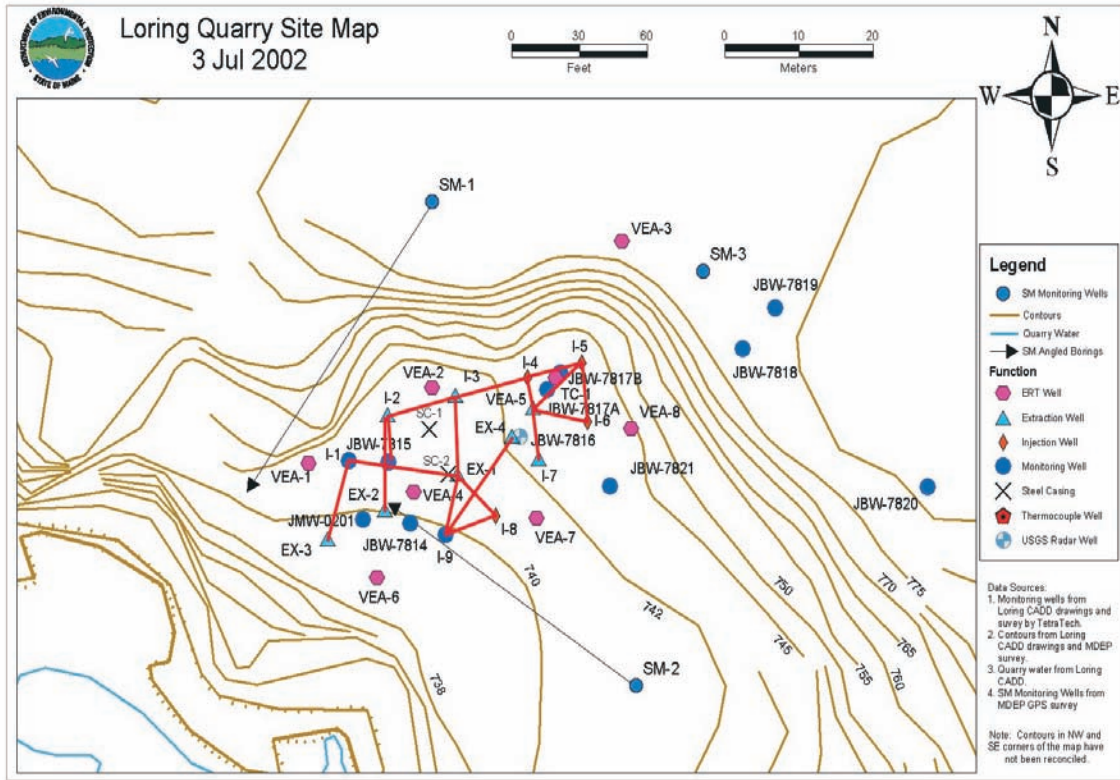 DEPARTMENT OF ENVIRONMENTAL PROTECTION
STATE OF MAINE
Loring Quarry Site Map
3 Jul 2002
0 30 60
Feet
0 10 20
Meters
N
W E
S
SM-1
VEA-3
SM-3
JBW-7819
JBW-7818
I-5
I-4
JBW-7817B
VEA-2
I-3
TC-1
VEA-5
JBW-7817A
I-2
SC-1
I-6
VEA-8
EX-4
JBW-7816
JBW-7815
I-1
SC-2
EX-1
I-7
VEA-1
JBW-7821
JBW-7820
VEA-4
EX-2
JMW-0201
I-8
VEA-7
EX-3
JBW-7814
I-9
VEA-6
SM-2
738
740
742
745
750
755
760
765
770
775
Legend
SM Monitoring Wells
Contours
Quarry Water
SM Angled Borings
Function
ERT Well
Extraction Well
Injection Well
Monitoring Well
Steel Casing
Thermocouple Well
USGS Radar Well
Data Sources:
1. Monitoring wells from
Loring CADD drawings and
suvey by TetraTech.
2. Contours from Loring
CADD drawings and MDEP
survey.
3. Quarry water from Loring
CADD.
4. SM Monitoring Wells from
MDEP GPS survey
Note: Contours in NW and
SE corners of the map have
not been reconciled.